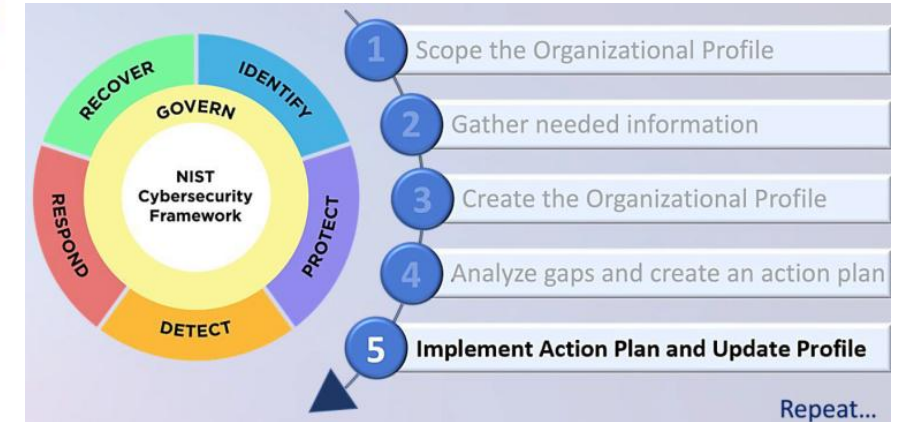 RECOVER
IDENTIFY
GOVERN
NIST
Cybersecurity
Framework
RESPOND
PROTECT
DETECT
1 Scope the Organizational Profile
2 Gather needed information
3 Create the Organizational Profile
4 Analyze gaps and create an action plan
5 Implement Action Plan and Update Profile
Repeat...